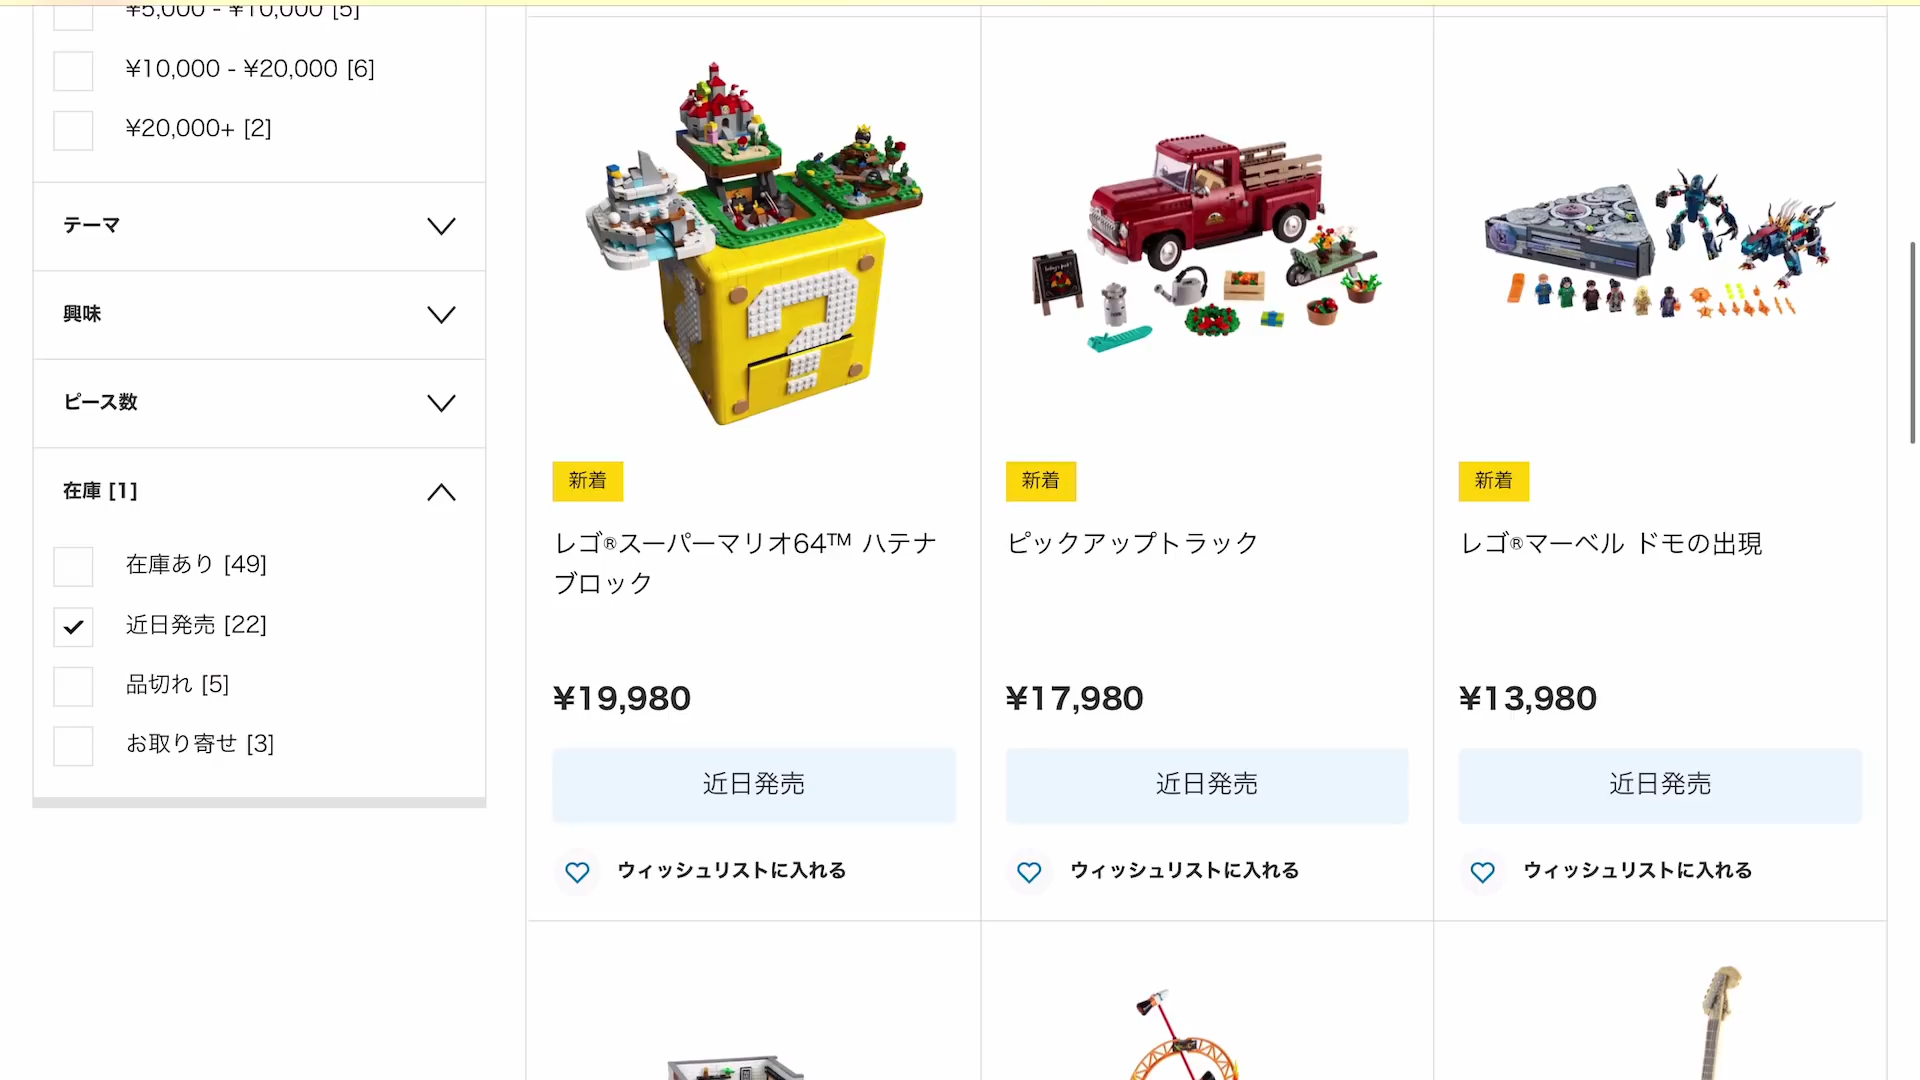 ¥5,000 - ¥10,000 [5]
¥10,000 - ¥20,000 [6]
¥20,000+ [2]
テーマ
興味
ピース数
在庫 [1]
在庫あり [49]
近日発売 [22]
品切れ [5]
お取り寄せ [3]
新着
レゴ®スーパーマリオ64™ ハテナ
ブロック
¥19,980
近日発売
ウィッシュリストに入れる
新着
ピックアップトラック
¥17,980
近日発売
ウィッシュリストに入れる
新着
レゴ®マーベル ドモの出現
¥13,980
近日発売
ウィッシュリストに入れる